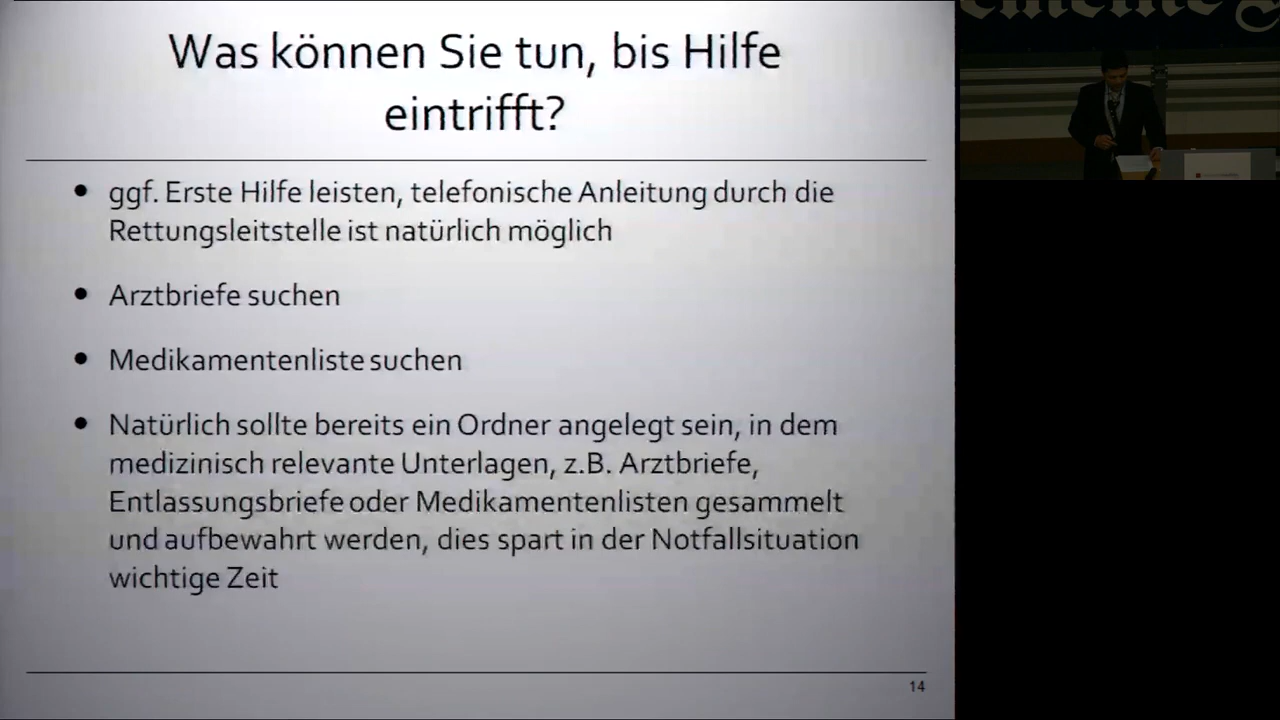 Was können Sie tun, bis Hilfe
eintrifft?
• ggf. Erste Hilfe leisten, telefonische Anleitung durch die
Rettungsleitstelle ist natürlich möglich
• Arztbriefe suchen
• Medikamentenliste suchen
• Natürlich sollte bereits ein Ordner angelegt sein, in dem
medizinisch relevante Unterlagen, z.B. Arztbriefe,
Entlassungsbriefe oder Medikamentenlisten gesammelt
und aufbewahrt werden, dies spart in der Notfallsituation
wichtige Zeit
14